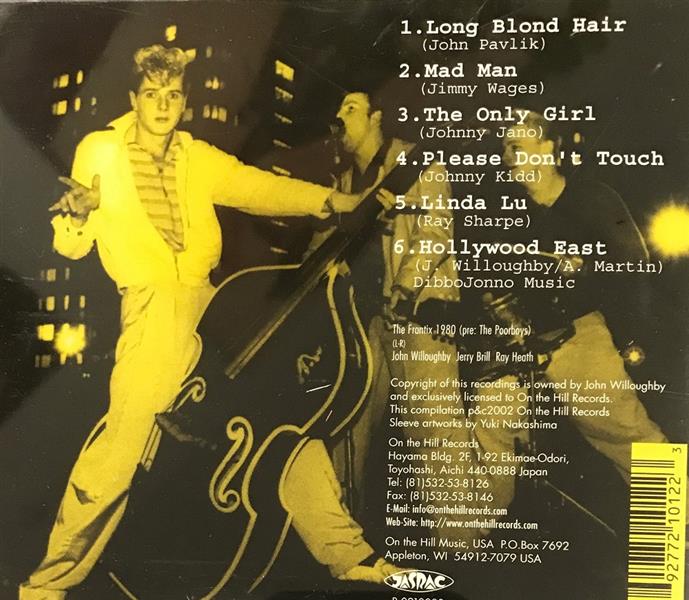 1.Long Blond Hair
(John Pavlik)
2.Mad Man
(Jimmy Wages)
3.The Only Girl
(Johnny Jano)
4.Please Don't Touch
(Johnny Kidd)
5.Linda Lu
(Ray Sharpe)
6.Hollywood East
(J. Willoughby/A. Martin)
DibboJonno Music
The Frantix 1980 (pre: The Poorboys)
(L-R)
John Willoughby Jerry Brill Ray Heath
Copyright of this recordings is owned by John Willoughby
and exclusively licensed to On the Hill Records.
This compilation p&c2002 On the Hill Records
Sleeve artworks by Yuki Nakashima
On the Hill Records
Hayama Bldg. 2F, 1-92 Ekimae-Odori,
Toyohashi, Aichi 440-0888 Japan
Tel: (81)532-53-8126
Fax: (81)532-53-8146
E-Mail: info@onthehillrecords.com
Web-Site: http://www.onthehillrecords.com
On the Hill Music, USA P.O.Box 7692
Appleton, WI 54912-7079 USA
JASRAC
92772 10122 3